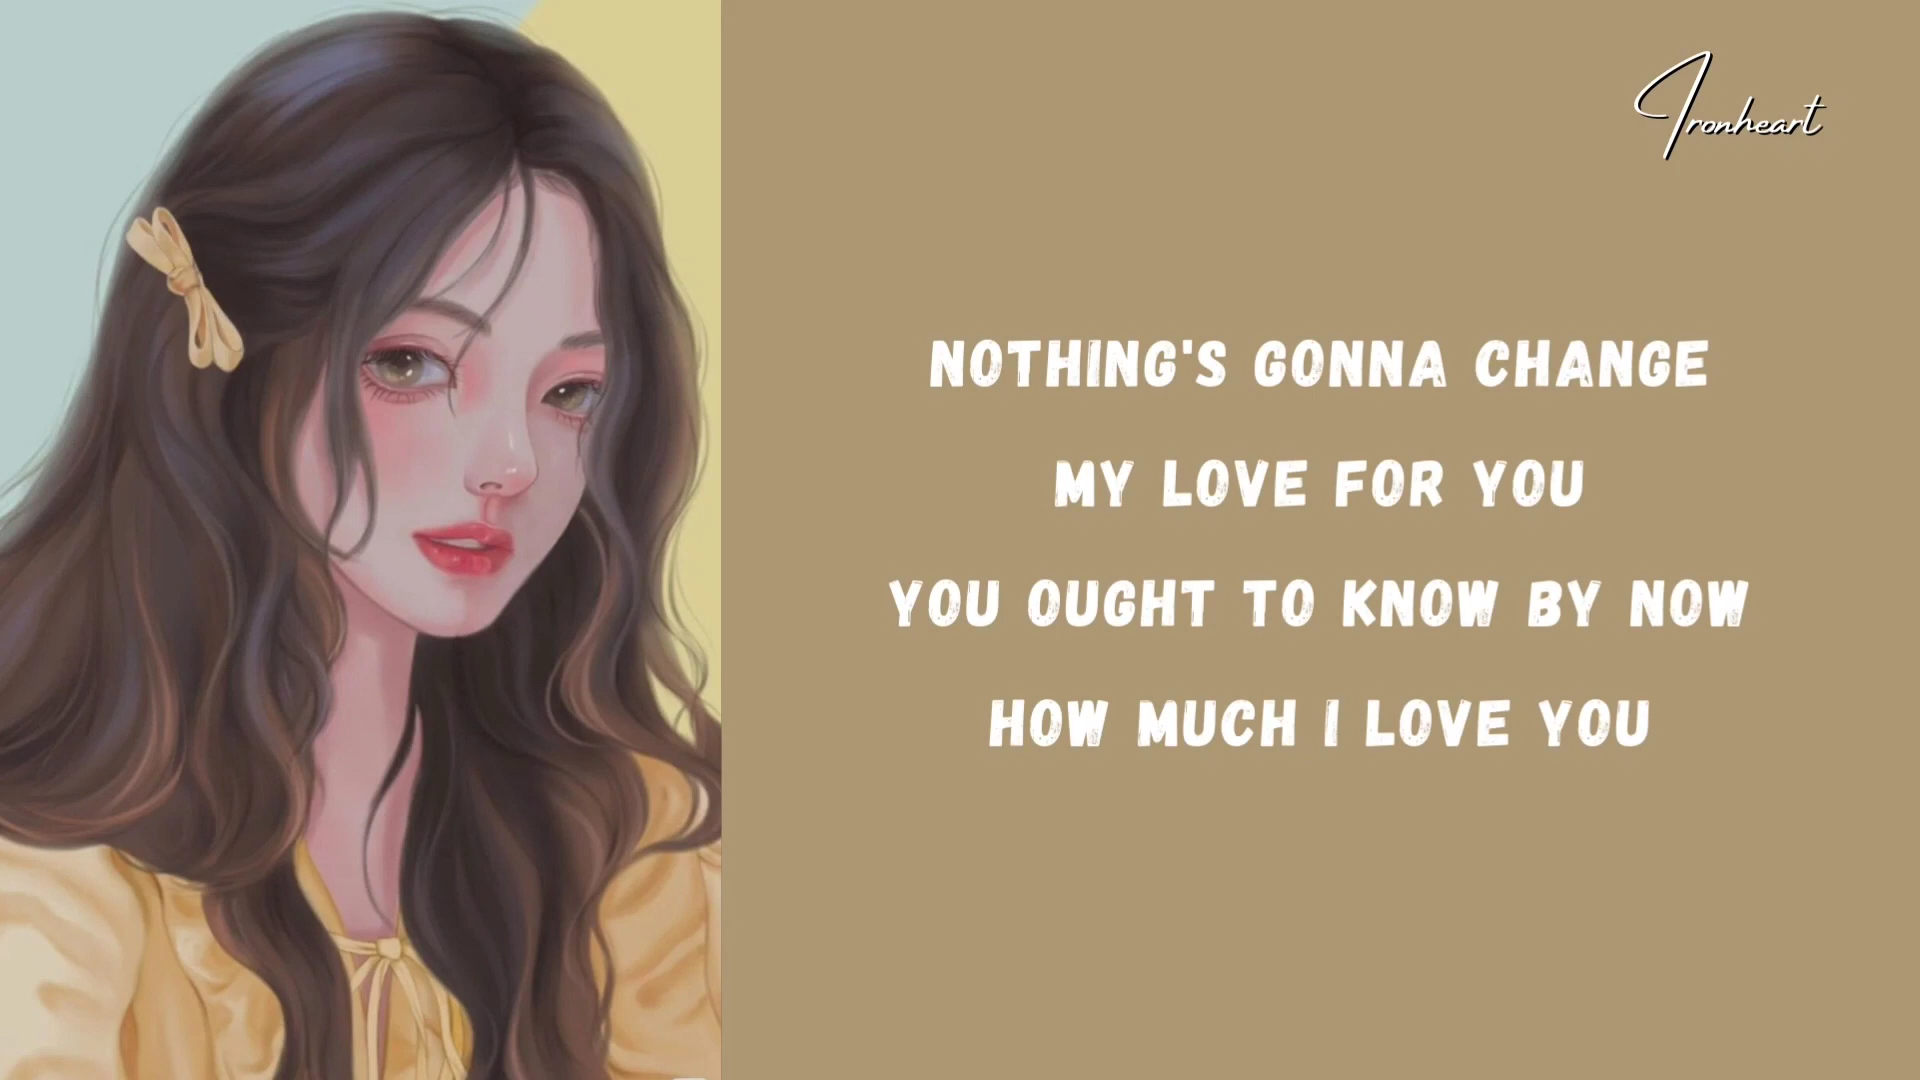 Ironheart
NOTHING'S GONNA CHANGE
MY LOVE FOR YOU
YOU OUGHT TO KNOW BY NOW
HOW MUCH I LOVE YOU